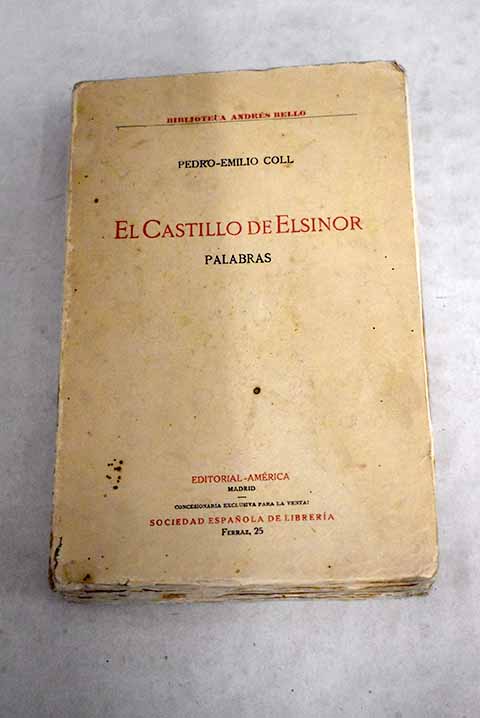 BIBLIOTECA ANDRÉS BELLO
PEDRO-EMILIO COLL
EL CASTILLO DE ELSINOR
PALABRAS
EDITORIAL-AMÉRICA
MADRID
CONCESIONARIA EXCLUSIVA PARA LA VENTA:
SOCIEDAD ESPAÑOLA DE LIBRERÍA
FERRAZ, 25